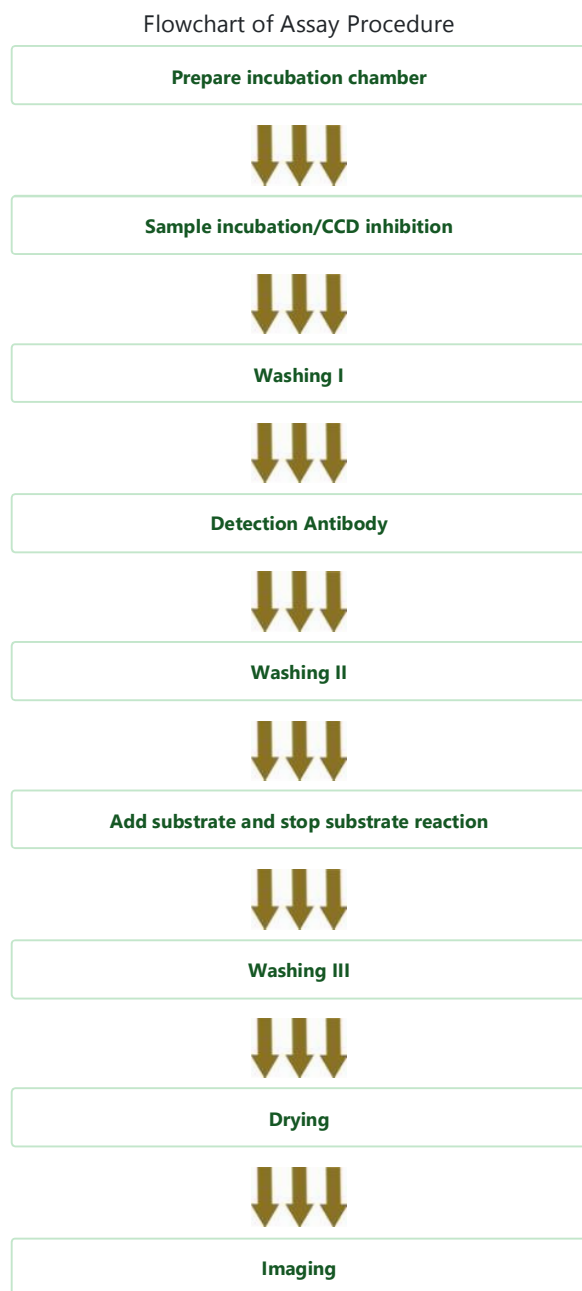 Flowchart of Assay Procedure
Prepare incubation chamber
Sample incubation/CCD inhibition
Washing I
Detection Antibody
Washing II
Add substrate and stop substrate reaction
Washing III
Drying
Imaging